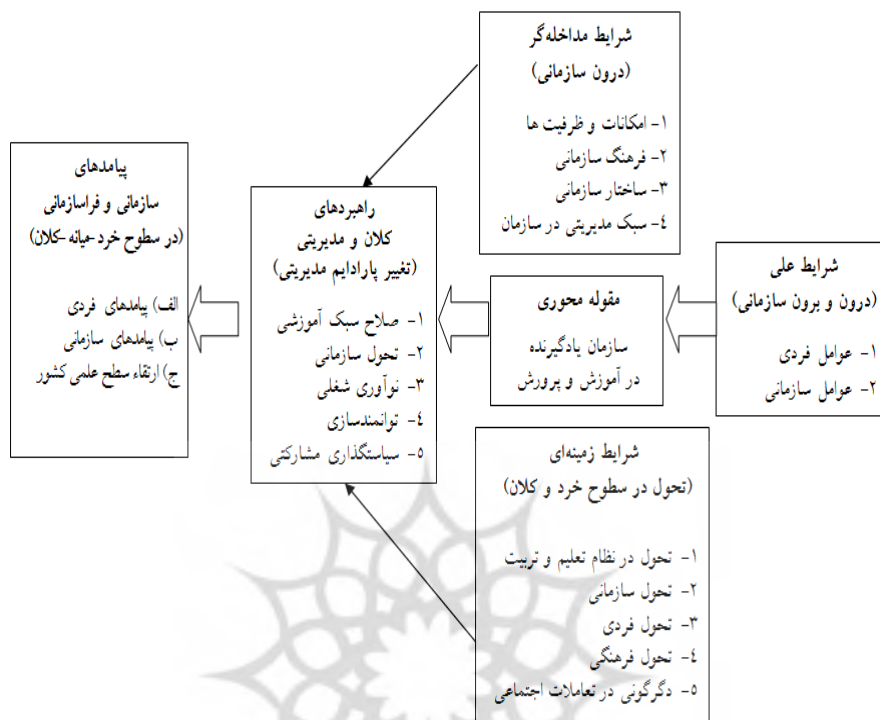 شرایط مداخله‌گر
(درون سازمانی)
۱- امکانات و ظرفیت ها
۲- فرهنگ سازمانی
۳- ساختار سازمانی
٤- سبک مدیریتی در سازمان
شرایط علی
(درون و برون سازمانی)
۱- عوامل فردی
۲- عوامل سازمانی
مقوله محوری
سازمان یادگیرنده
در آموزش و پرورش
راهبردهای
کلان و مدیریتی
(تغییر پارادایم مدیریتی)
۱- صلاح سبک آموزشی
۲- تحول سازمانی
۳- نوآوری شغلی
٤- توانمندسازی
٥- سیاستگذاری مشارکتی
پیامدهای
سازمانی و فراسازمانی
(در سطوح خرد-میانه-کلان)
الف) پیامدهای فردی
ب) پیامدهای سازمانی
ج) ارتقاء سطح علمی کشور
شرایط زمینه‌ای
(تحول در سطوح خرد و کلان)
۱- تحول در نظام تعلیم و تربیت
۲- تحول سازمانی
۳- تحول فردی
٤- تحول فرهنگی
٥- دگرگونی در تعاملات اجتماعی